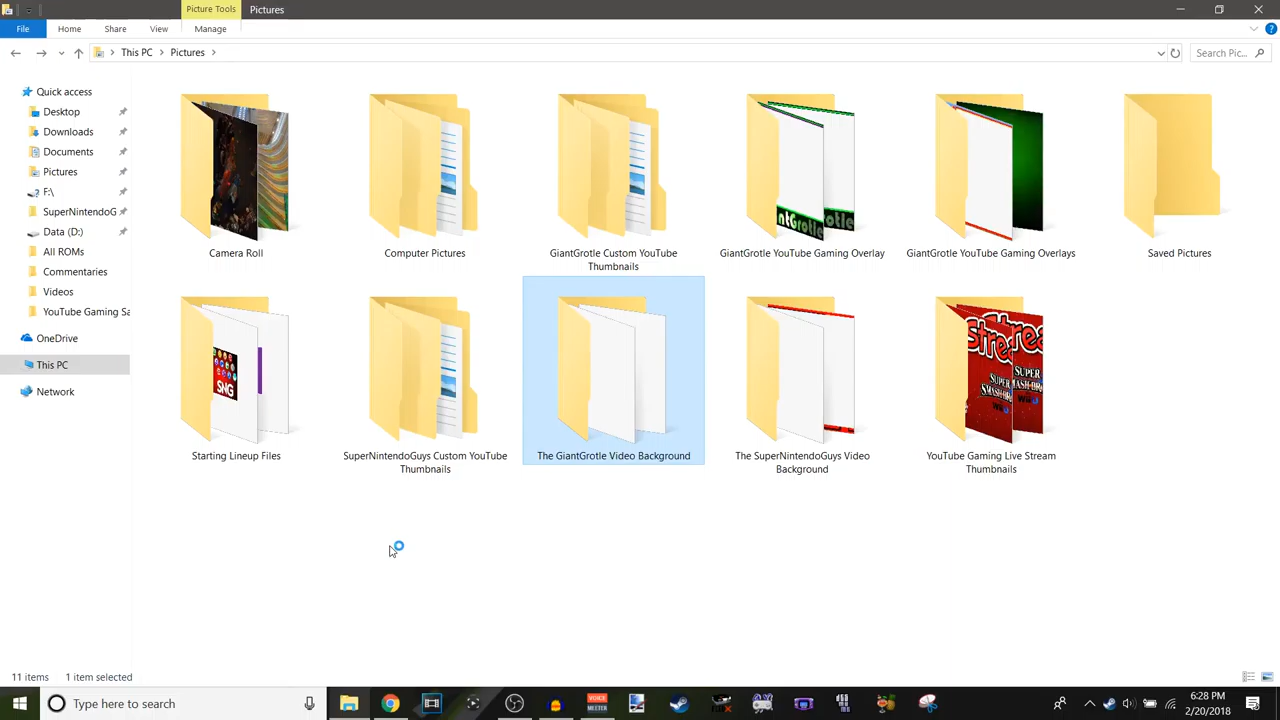 Picture Tools
Pictures
File
Home
Share
View
Manage
This PC
Pictures
Search Pic...
Quick access
Desktop
Downloads
Documents
Pictures
F:\
SuperNintendoG
Data (D:)
All ROMs
Commentaries
Videos
YouTube Gaming Sa
OneDrive
This PC
Network
Camera Roll
Computer Pictures
GiantGrotle Custom YouTube
Thumbnails
GiantGrotle YouTube Gaming Overlay
GiantGrotle YouTube Gaming Overlays
Saved Pictures
SNG
Starting Lineup Files
SuperNintendoGuys Custom YouTube
Thumbnails
The GiantGrotle Video Background
The SuperNintendoGuys Video
Background
YouTube Gaming Live Stream
Thumbnails
11 items
1 item selected
Type here to search
VOICE
MEETER
6:28 PM
2/20/2018